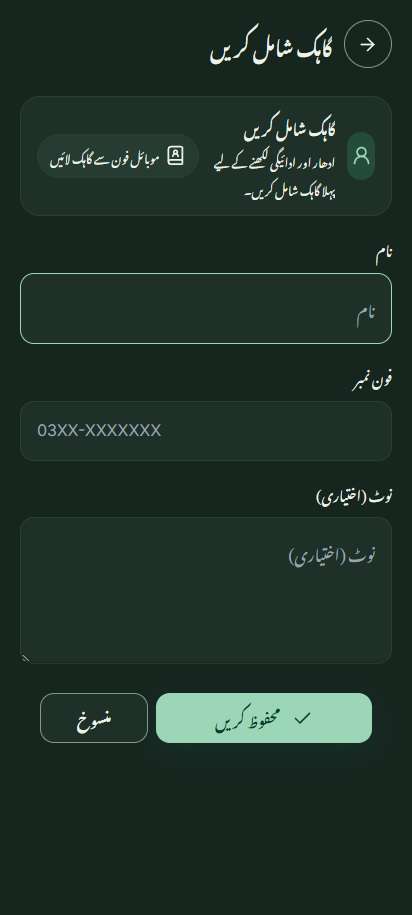 گاہک شامل کریں
گاہک شامل کریں
ادھار اور ادائیگی لکھنے کے لیے
پہلا گاہک شامل کریں۔
موبائل فون سے گاہک لائیں
نام
نام
فون نمبر
03XX-XXXXXXX
نوٹ (اختیاری)
نوٹ (اختیاری)
محفوظ کریں
منسوخ